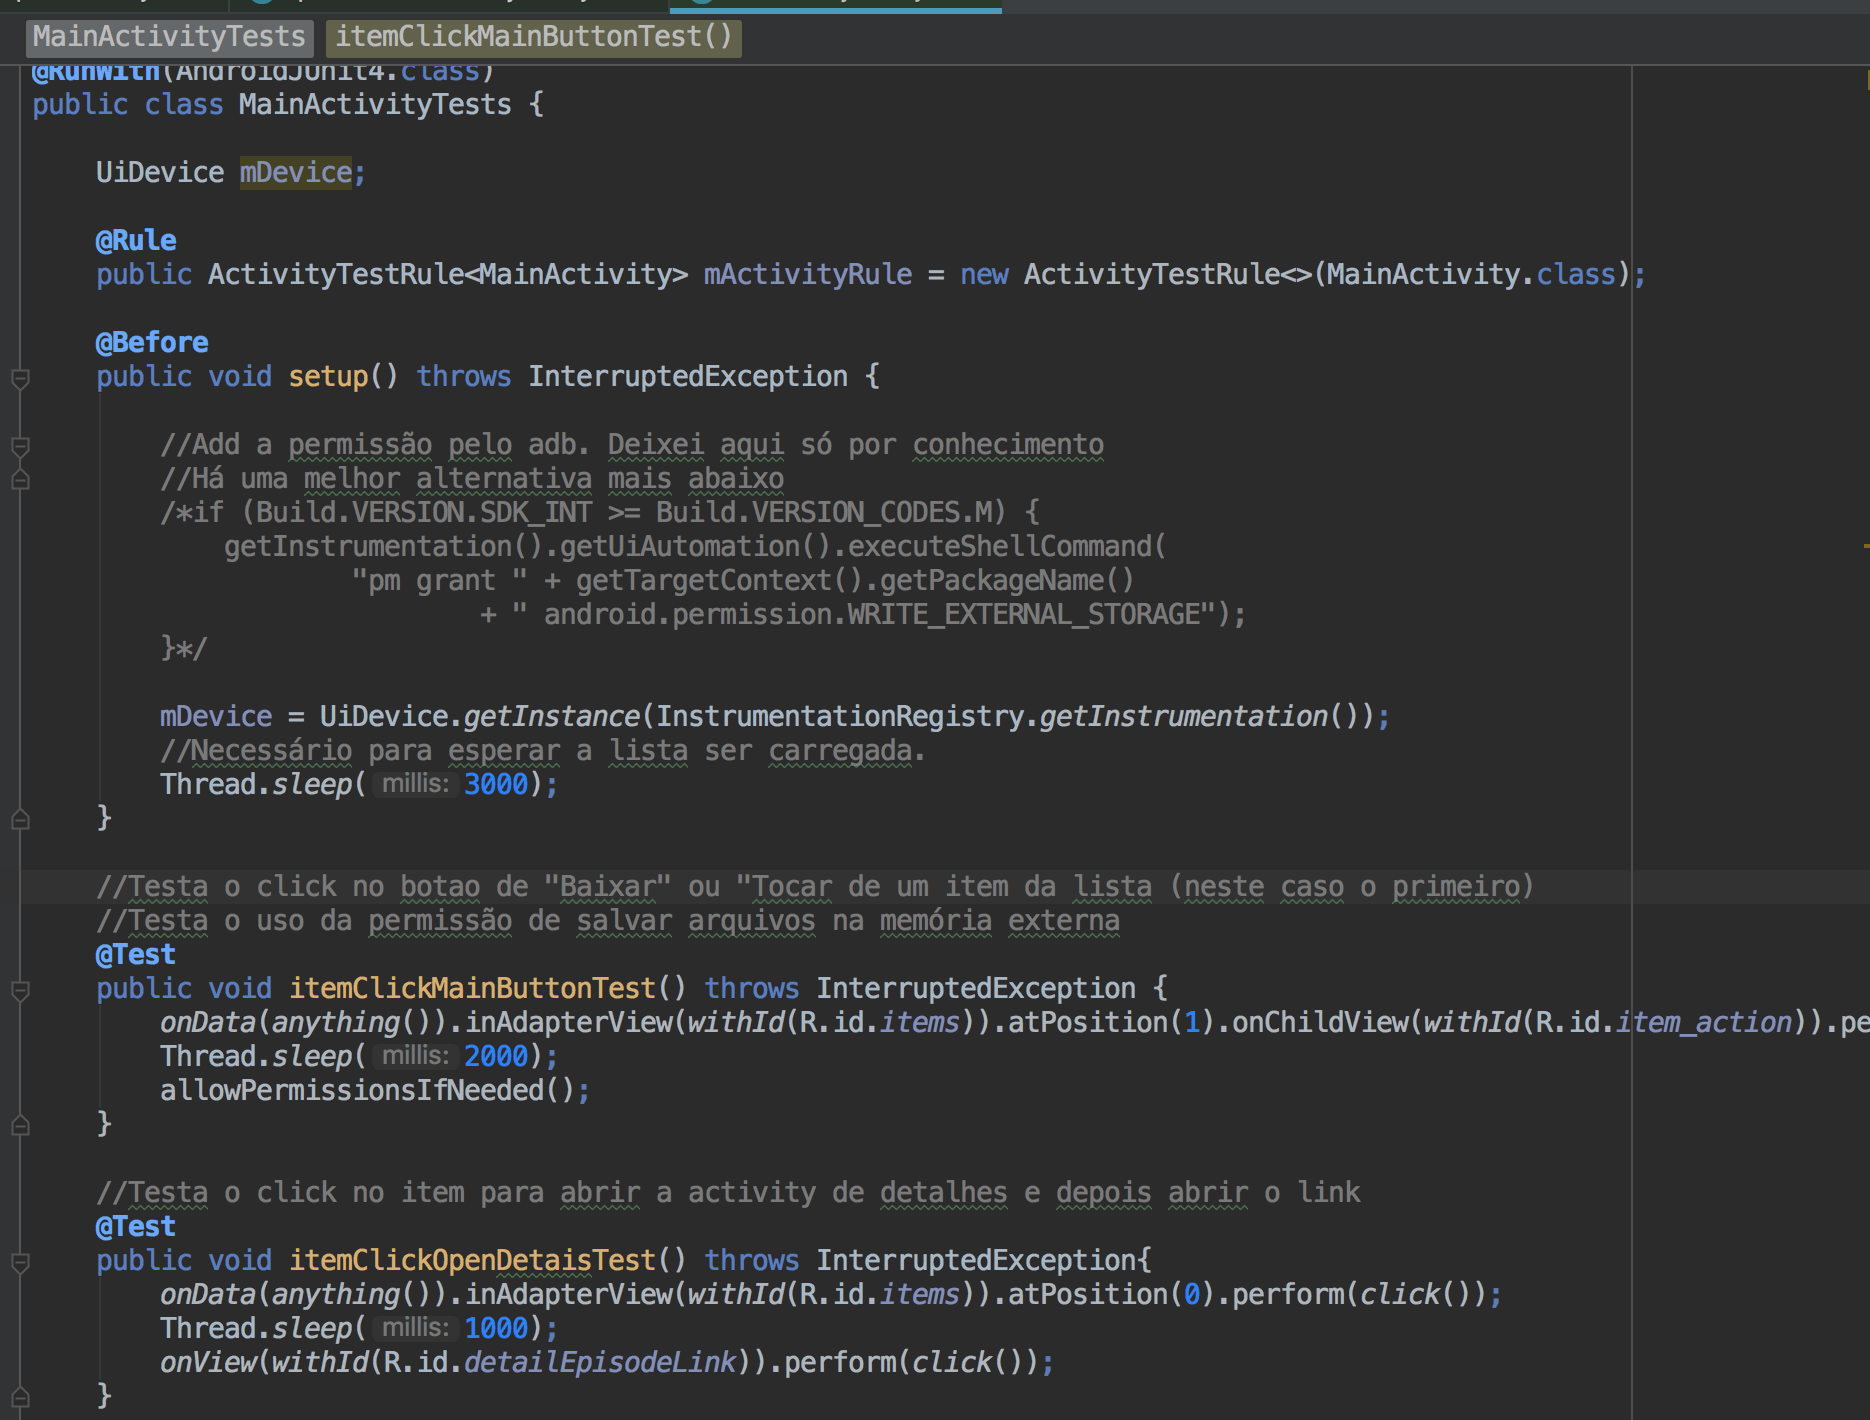 MainActivityTests itemClickMainButtonTest()
@RunWith(AndroidJUnit4.class)
public class MainActivityTests {
UiDevice mDevice;
@Rule
public ActivityTestRule<MainActivity> mActivityRule = new ActivityTestRule<>(MainActivity.class);
@Before
public void setup() throws InterruptedException {
//Add a permissão pelo adb. Deixei aqui só por conhecimento
//Há uma melhor alternativa mais abaixo
/*if (Build.VERSION.SDK_INT >= Build.VERSION_CODES.M) {
getInstrumentation().getUiAutomation().executeShellCommand(
"pm grant " + getTargetContext().getPackageName()
+ " android.permission.WRITE_EXTERNAL_STORAGE");
}*/
mDevice = UiDevice.getInstance(InstrumentationRegistry.getInstrumentation());
//Necessário para esperar a lista ser carregada.
Thread.sleep( millis: 3000);
}
//Testa o click no botao de "Baixar" ou "Tocar de um item da lista (neste caso o primeiro)
//Testa o uso da permissão de salvar arquivos na memória externa
@Test
public void itemClickMainButtonTest() throws InterruptedException {
onData(anything()).inAdapterView(withId(R.id.items)).atPosition(1).onChildView(withId(R.id.item_action)).pe
Thread.sleep( millis: 2000);
allowPermissionsIfNeeded();
}
//Testa o click no item para abrir a activity de detalhes e depois abrir o link
@Test
public void itemClickOpenDetaisTest() throws InterruptedException{
onData(anything()).inAdapterView(withId(R.id.items)).atPosition(0).perform(click());
Thread.sleep( millis: 1000);
onView(withId(R.id.detailEpisodeLink)).perform(click());
}